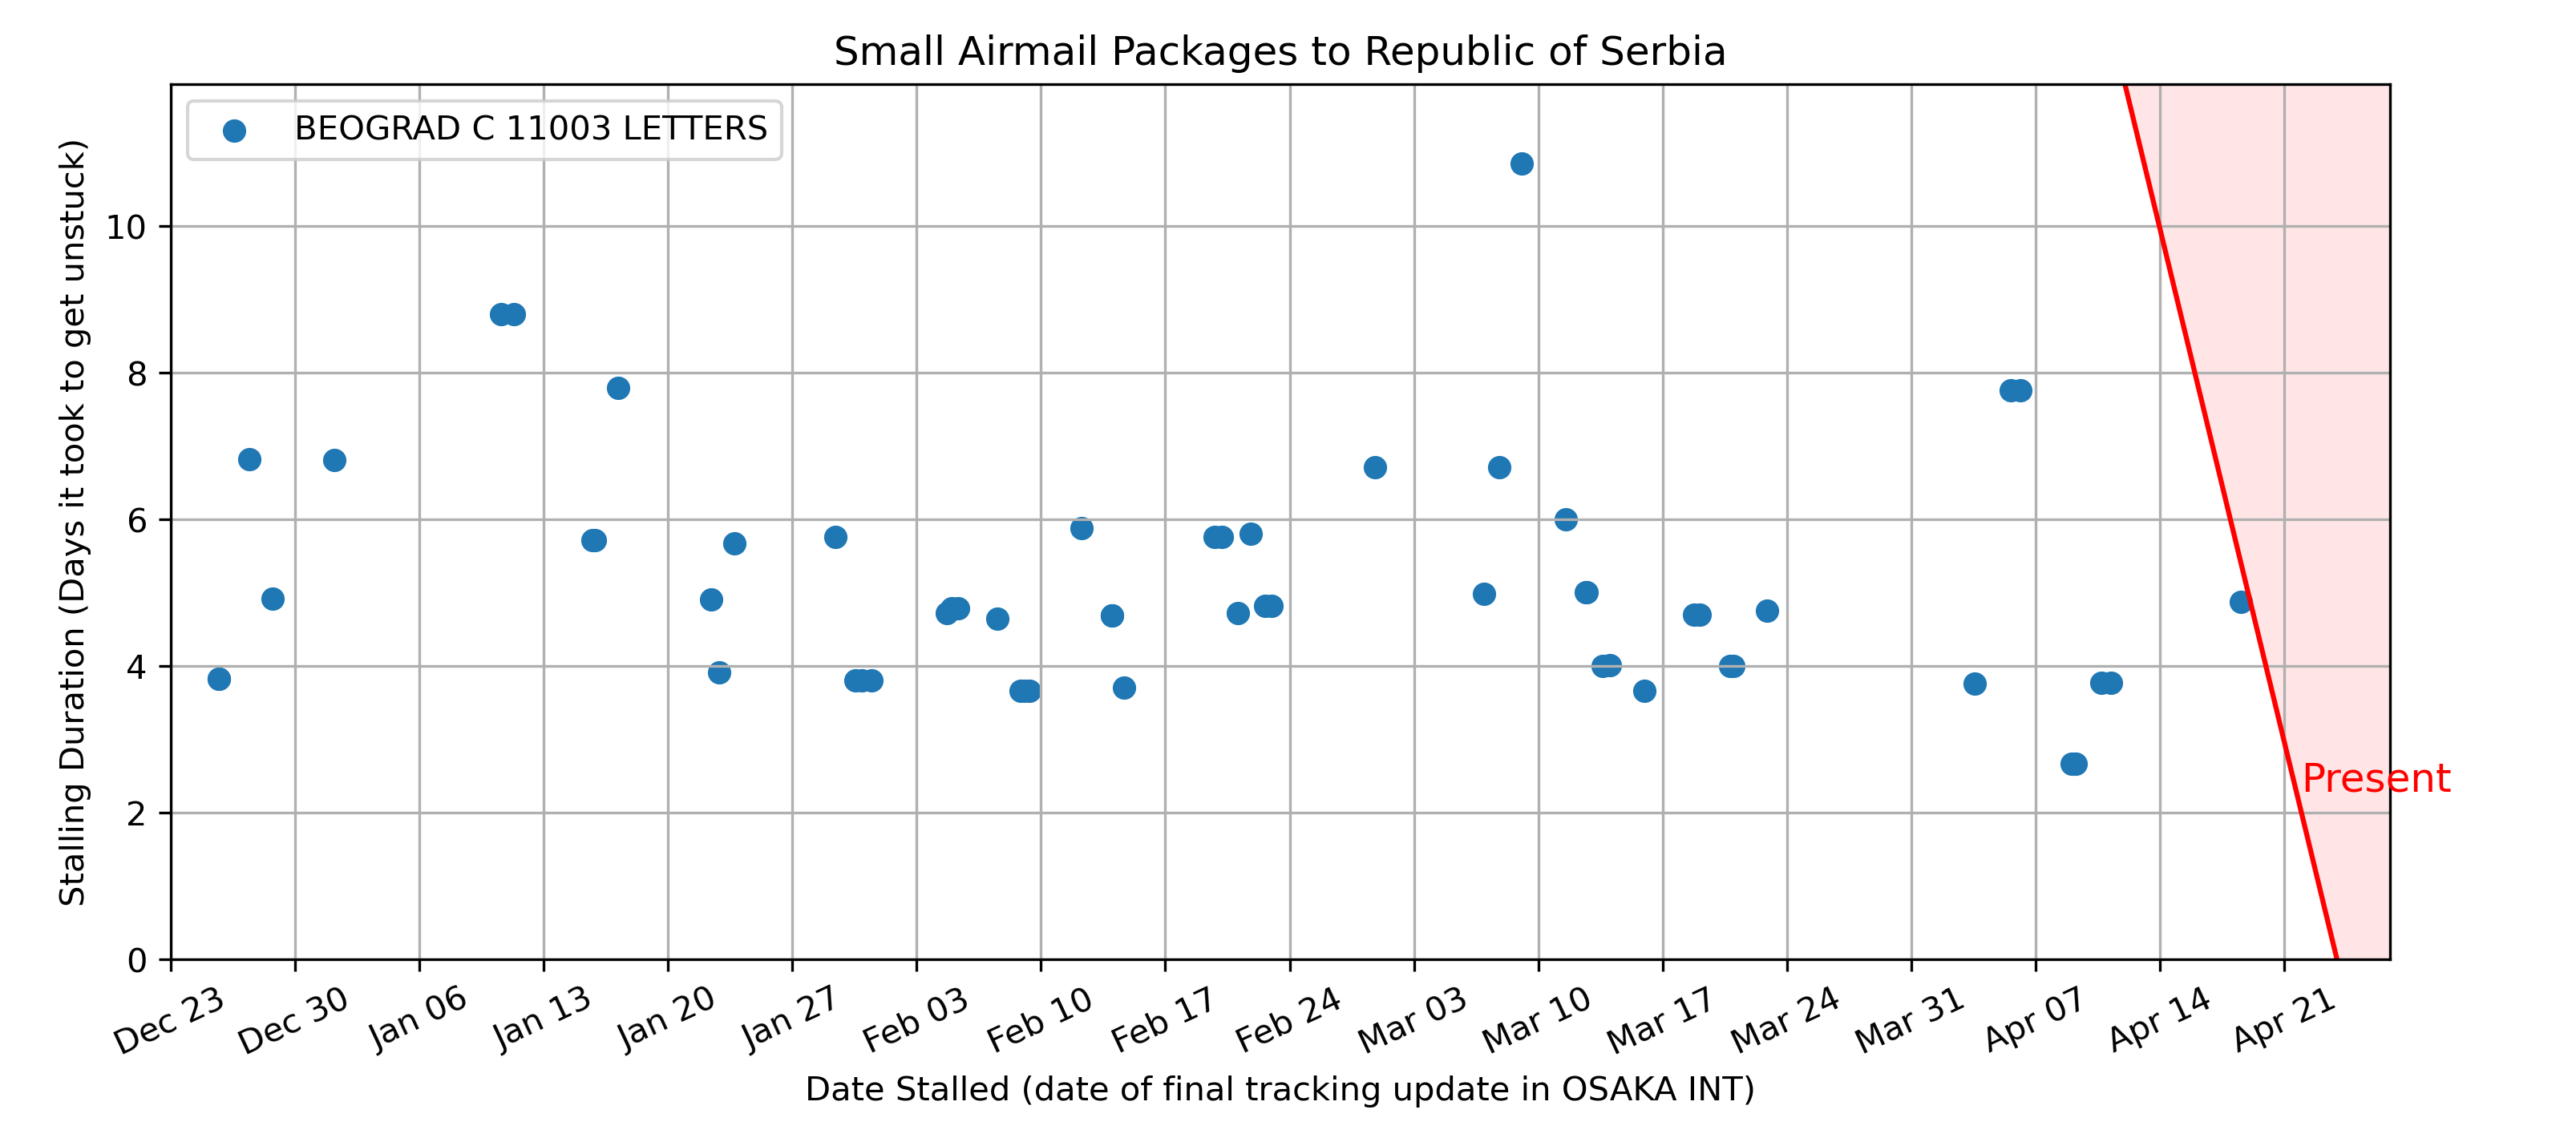 Small Airmail Packages to Republic of Serbia
BEOGRAD C 11003 LETTERS
Stalling Duration (Days it took to get unstuck)
10
8
6
4
2
0
Present
Dec 23
Dec 30
Jan 06
Jan 13
Jan 20
Jan 27
Feb 03
Feb 10
Feb 17
Feb 24
Mar 03
Mar 10
Mar 17
Mar 24
Mar 31
Apr 07
Apr 14
Apr 21
Date Stalled (date of final tracking update in OSAKA INT)